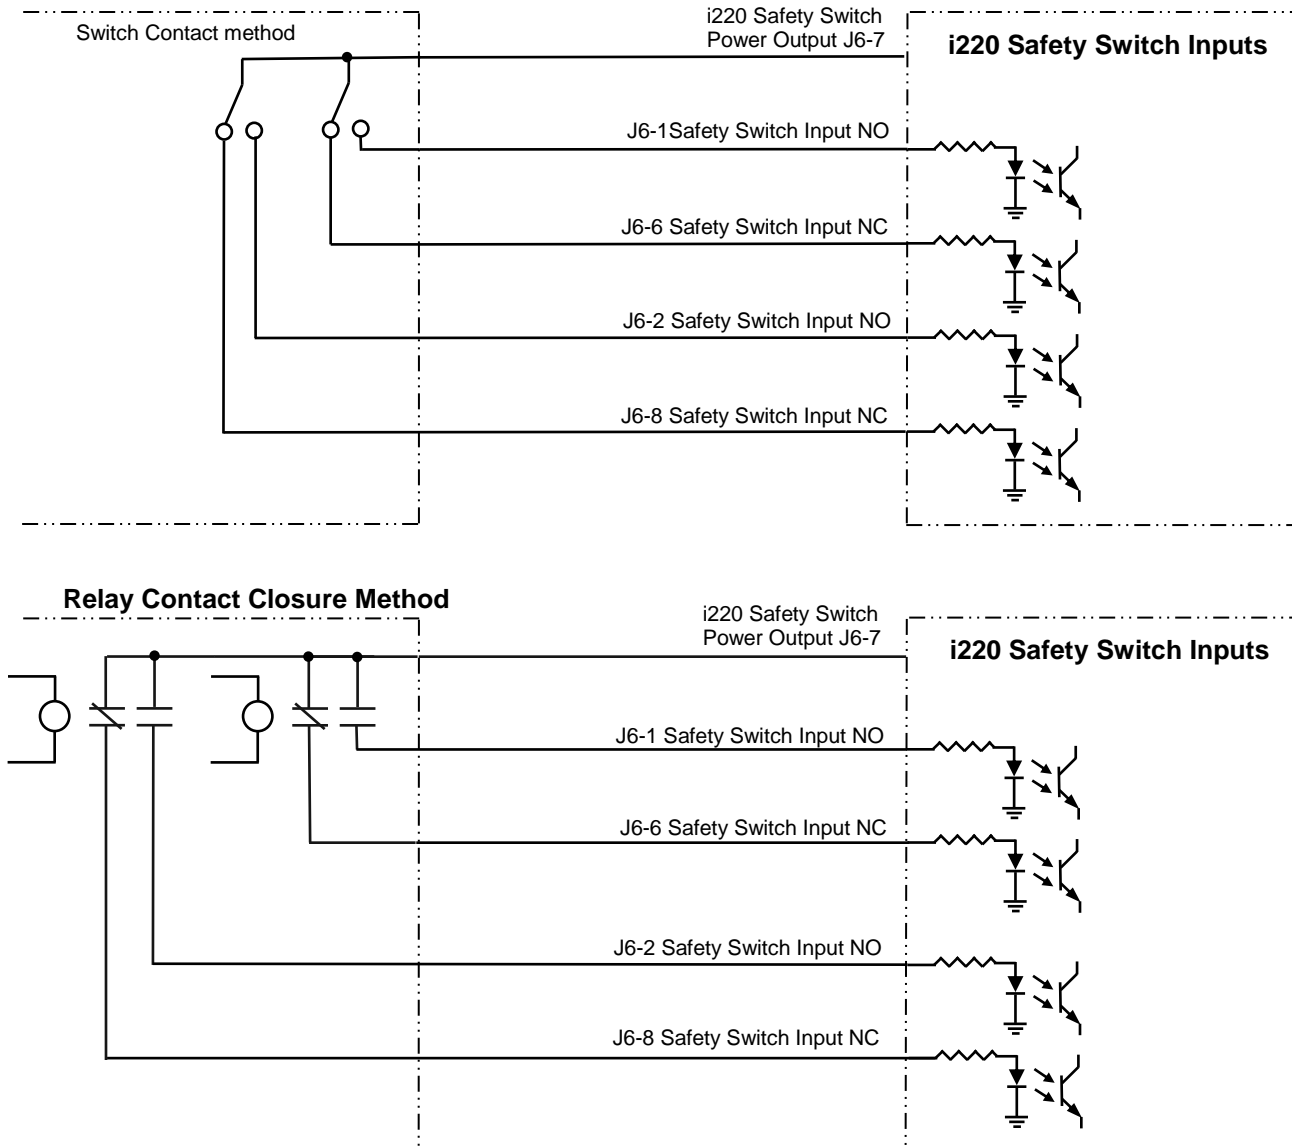 Switch Contact method
i220 Safety Switch
Power Output J6-7
i220 Safety Switch Inputs
J6-1Safety Switch Input NO
J6-6 Safety Switch Input NC
J6-2 Safety Switch Input NO
J6-8 Safety Switch Input NC
Relay Contact Closure Method
i220 Safety Switch
Power Output J6-7
i220 Safety Switch Inputs
J6-1 Safety Switch Input NO
J6-6 Safety Switch Input NC
J6-2 Safety Switch Input NO
J6-8 Safety Switch Input NC